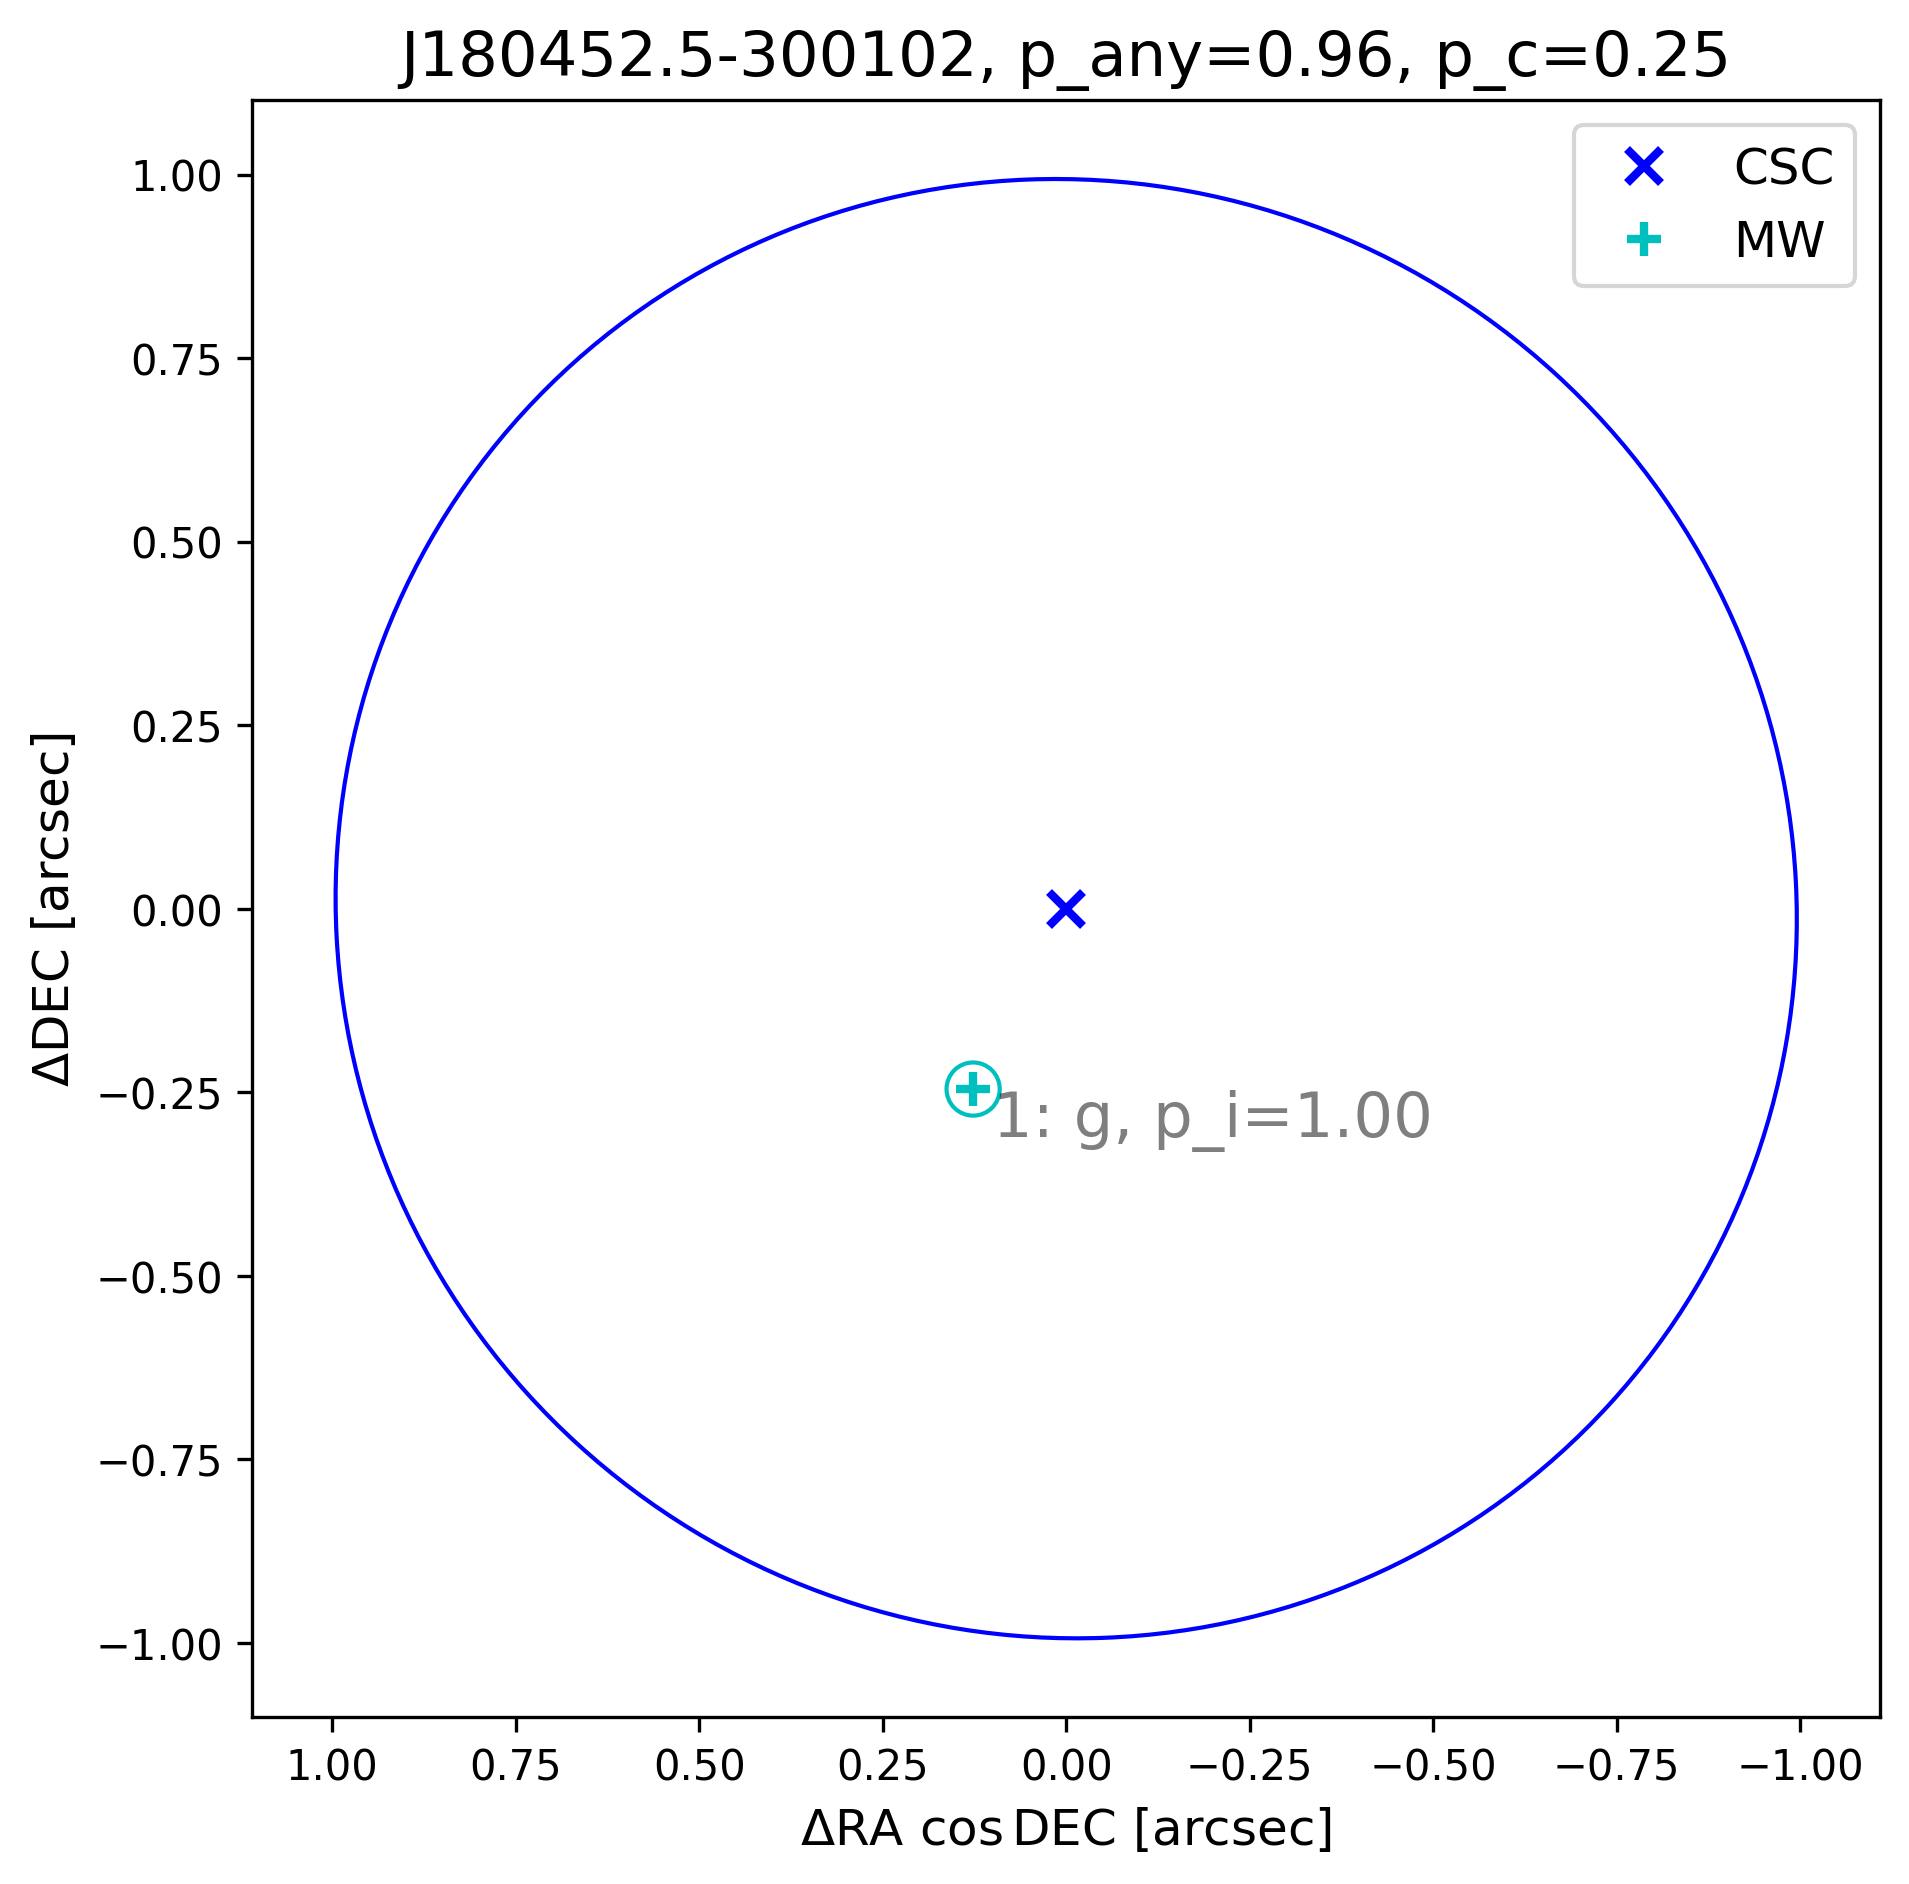 J180452.5-300102, p_any=0.96, p_c=0.25
CSC
MW
1.00
0.75
0.50
0.25
0.00
−0.25
−0.50
−0.75
−1.00
ΔDEC [arcsec]
1: g, p_i=1.00
1.00 0.75 0.50 0.25 0.00 −0.25 −0.50 −0.75 −1.00
ΔRA cos DEC [arcsec]